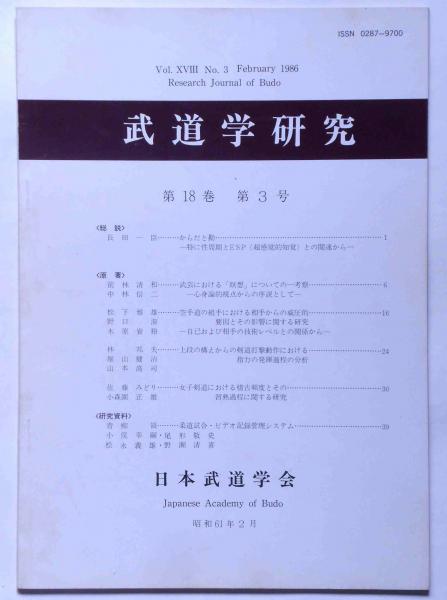 ISSN 0287-9700
Vol. XVIII No. 3 February 1986
Research Journal of Budo
武道学研究
第18巻 第3号
〈総説〉
長田一臣………からだと勘………1
―特に性周期とESP(超感覚的知覚)との関連から―
〈原著〉
前林清和………武芸における「瞑想」についての一考察………6
中林信二 ―心身論的視点からの序説として―
松下雅雄………空手道の組手における相手からの威圧的………16
野口 要因とその影響に関する研究
木原 ―自己および相手の技術レベルとの関係から―
林 邦夫………上段の構えからの剣道打撃動作における………24
堀山健治 指力の発揮過程の分析
山本高司
佐藤みどり………女子剣道における稽古頻度とその………30
小森園正雄 習熟過程に関する研究
〈研究資料〉
青柳 領………柔道試合・ビデオ記録管理システム………39
小俣幸嗣・尾形敬史
松永義雄・野瀬清喜
日本武道学会
Japanese Academy of Budo
昭和61年2月